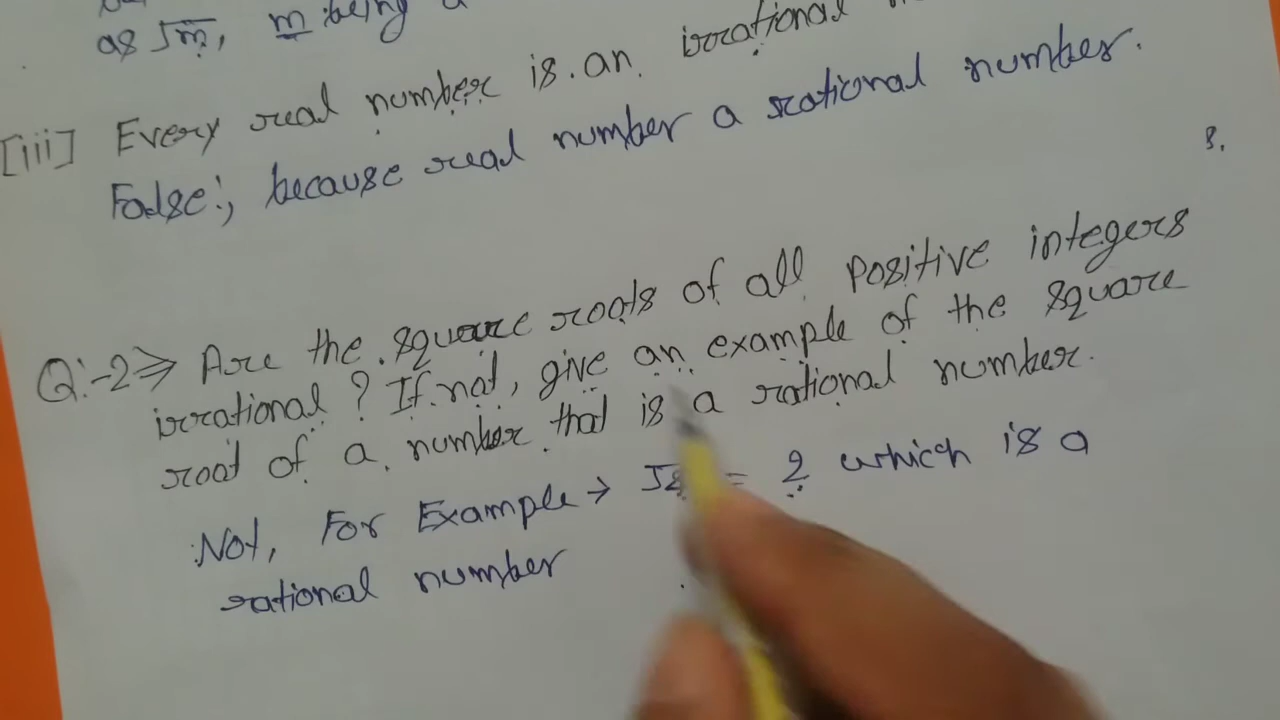 as √m, m being a
[iii] Every real number is an irrational
False:, because real number a rational number.
8.
Q:-2⇒ Are the square roots of all positive integers
irrational? If not, give an example of the square
root of a number that is a rational number.
Not, For Example → = 2 which is a
rational number